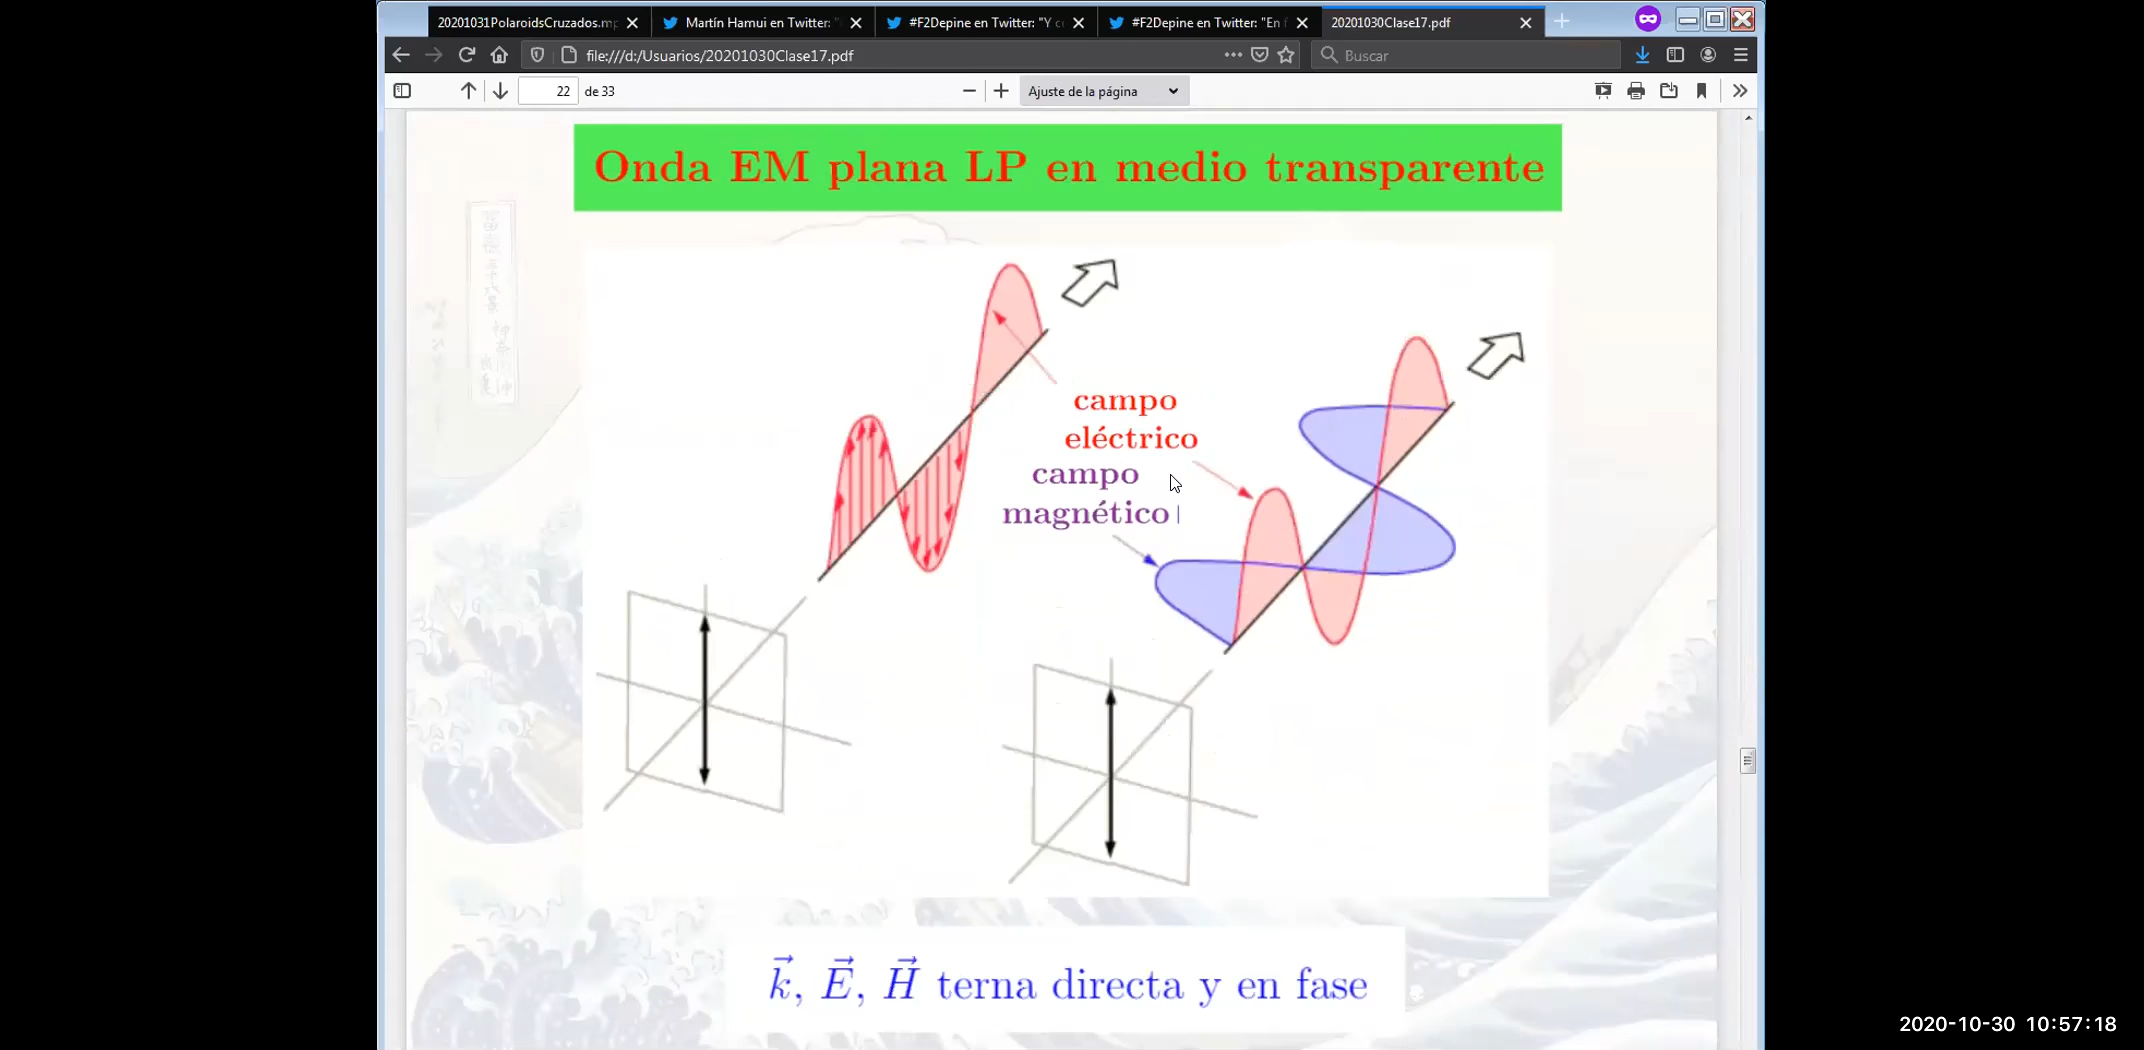 20201031PolaroidsCruzados.mp
Martín Hamui en Twitter: "
#F2Depine en Twitter: "Y c
#F2Depine en Twitter: "En f
20201030Clase17.pdf
file:///d:/Usuarios/20201030Clase17.pdf
Buscar
22 de 33
Ajuste de la página
Onda EM plana LP en medio transparente
campo
eléctrico
campo
magnético
k⃗, E⃗, H⃗ terna directa y en fase
2020-10-30 10:57:18